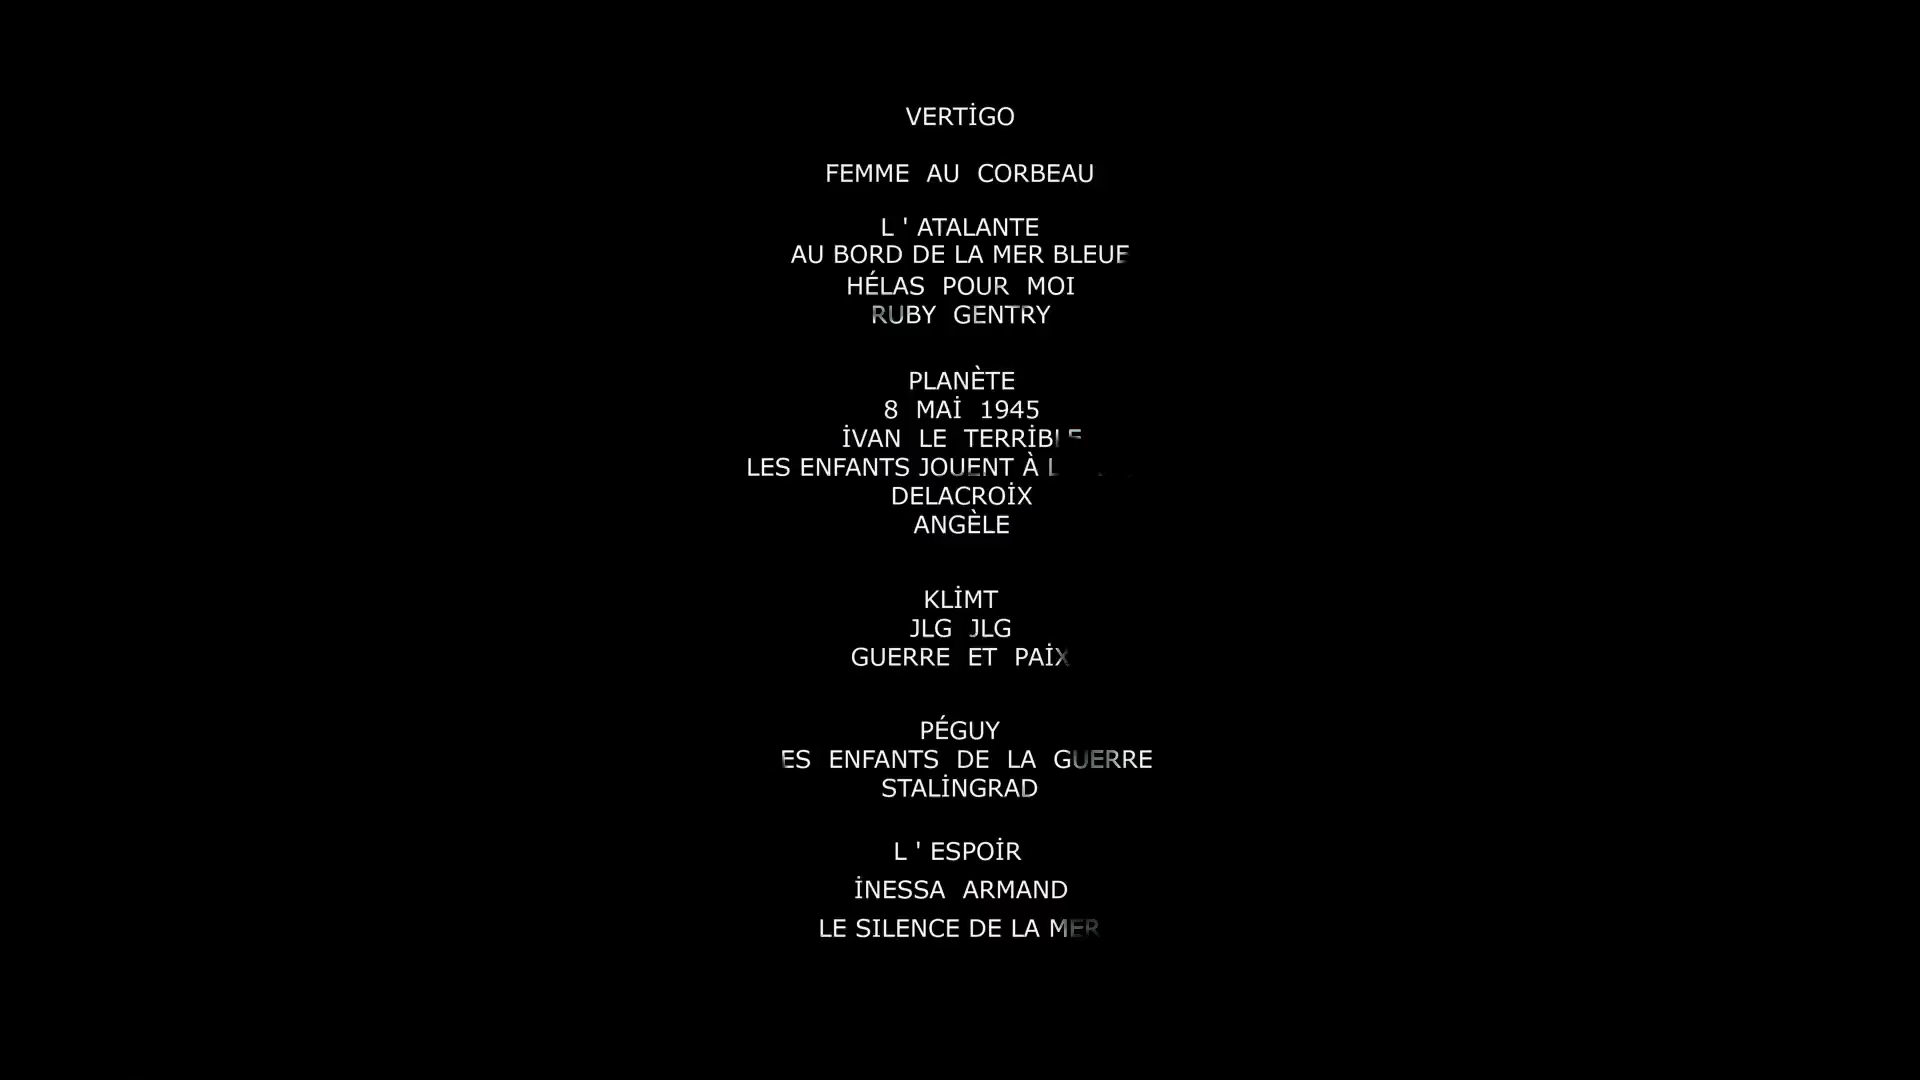 VERTİGO
FEMME AU CORBEAU
L ' ATALANTE
AU BORD DE LA MER BLEUE
HÉLAS POUR MOI
RUBY GENTRY
PLANÈTE
8 MAİ 1945
İVAN LE TERRİBLE
LES ENFANTS JOUENT À
DELACROİX
ANGÈLE
KLİMT
JLG JLG
GUERRE ET PAİX
PÉGUY
ES ENFANTS DE LA GUERRE
STALİNGRAD
L ' ESPOİR
İNESSA ARMAND
LE SILENCE DE LA MER